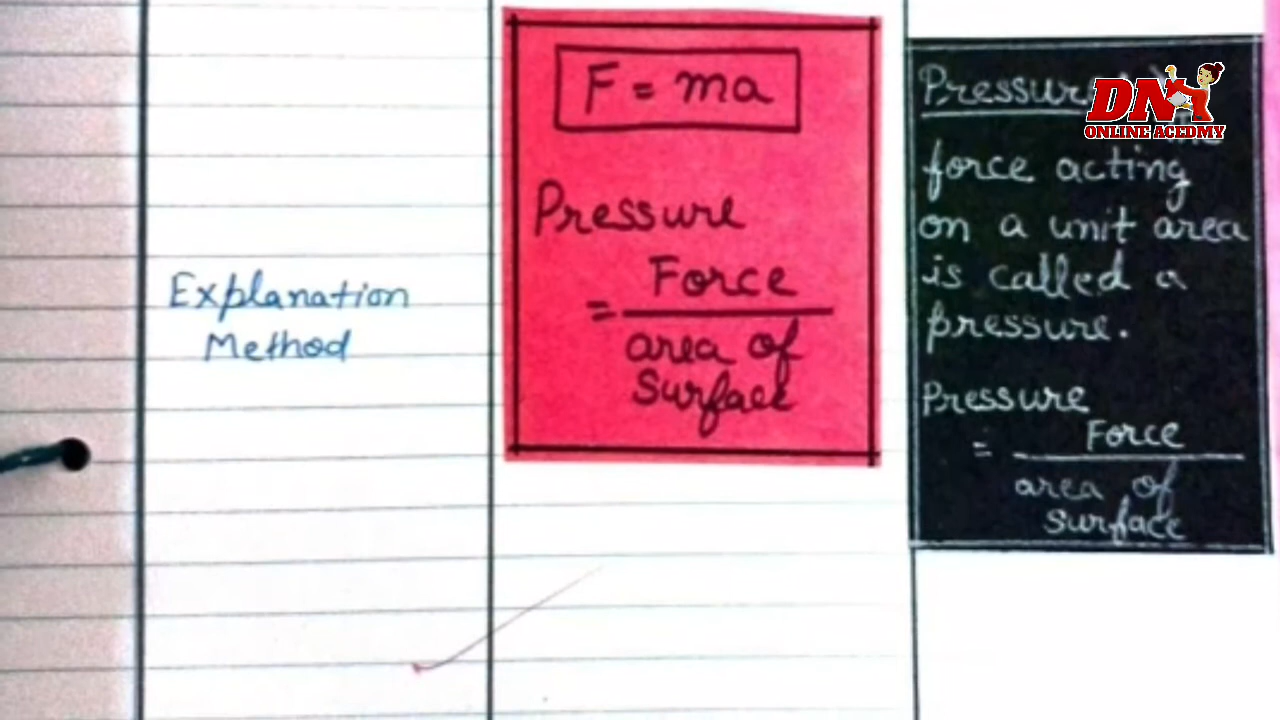 Explanation
Method
F = ma
Pressure
= Force
area of
Surface
Pressure
force acting
on a unit area
is called a
pressure.
Pressure
= Force
area of
surface
DNA
ONLINE ACEDMY